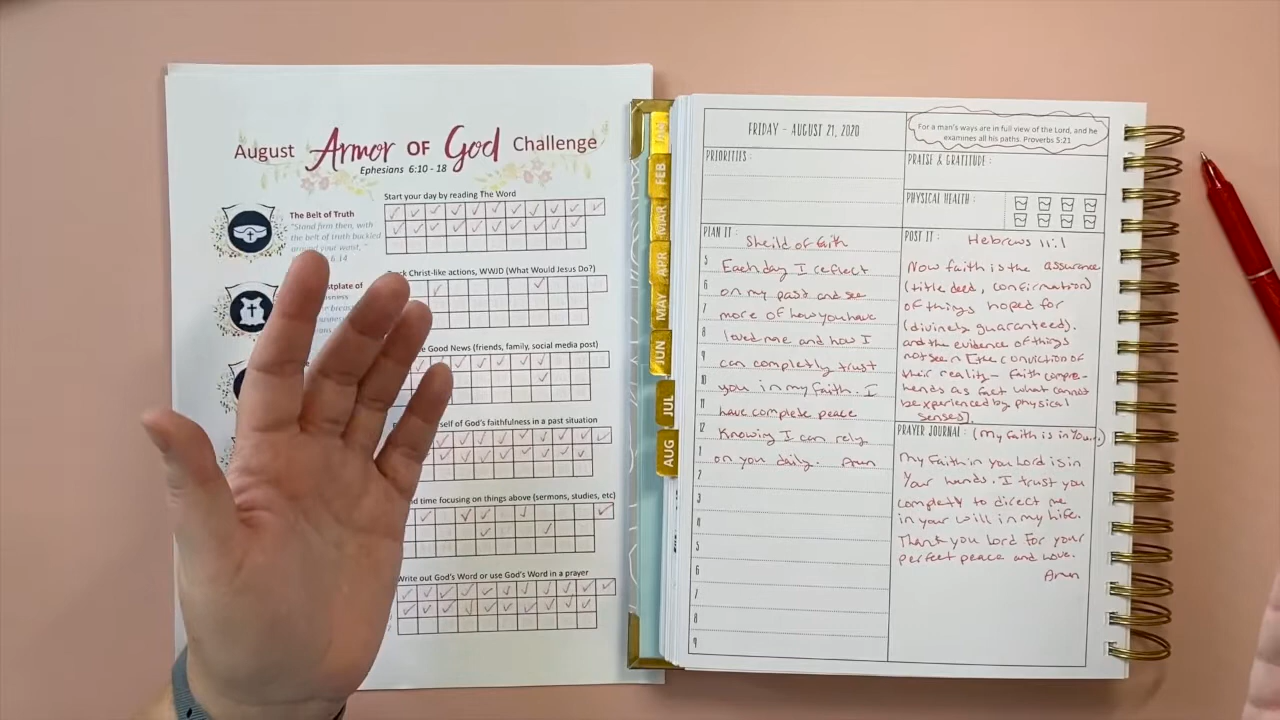 August Armor OF God Challenge
Ephesians 6:10 - 18
Start your day by reading The Word
The Belt of Truth
"Stand firm then, with
the belt of truth buckled
around your waist,"
6.14
Christ-like actions, WWJD (What Would Jesus Do?)
Good News (friends, family, social media post)
of God's faithfulness in a past situation
time focusing on things above (sermons, studies, etc)
Write out God's Word or use God's Word in a prayer
JAN
FEB
MAR
APR
MAY
JUN
JUL
AUG
FRIDAY - AUGUST 21, 2020
For a man's ways are in full view of the Lord, and he
examines all his paths. Proverbs 5:21
PRIORITIES:
PRAISE & GRATITUDE:
PHYSICAL HEALTH:
PLAN IT:
Sheild of faith
5 Each day I reflect
6 on my past and see
7 more of how you have
8 loved me and how I
9 can completly trust
10 you in my faith. I
11 have complete peace
12 Knowing I can rely
1 on you daily. Amen
2
3
4
5
6
7
8
9
POST IT: Hebrews 11:1
Now faith is the assurance
(title deed, confirmation)
of things hoped for
(divinely guaranteed).
and the evidence of things
not seen [the conviction of
their reality - faith compre-
hends as fact what cannot
be experienced by physical
senses].
PRAYER JOURNAL: (My faith is in You.)
My Faith in you Lord is in
Your hands. I trust you
completly to direct me
in your will in my life.
Thank you Lord for your
perfect peace and love.
Amen